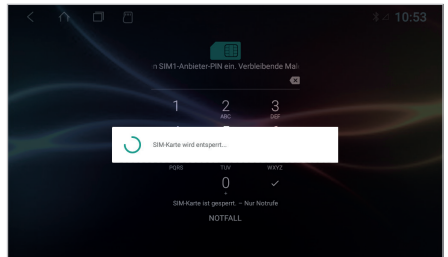 10:53
n SIM1-Anbieter-PIN ein. Verbleibende Mal
1 2 3
ABC DEF
SIM-Karte wird entsperrt...
PQRS TUV WXYZ
0
+
SIM-Karte ist gesperrt. – Nur Notrufe
NOTFALL